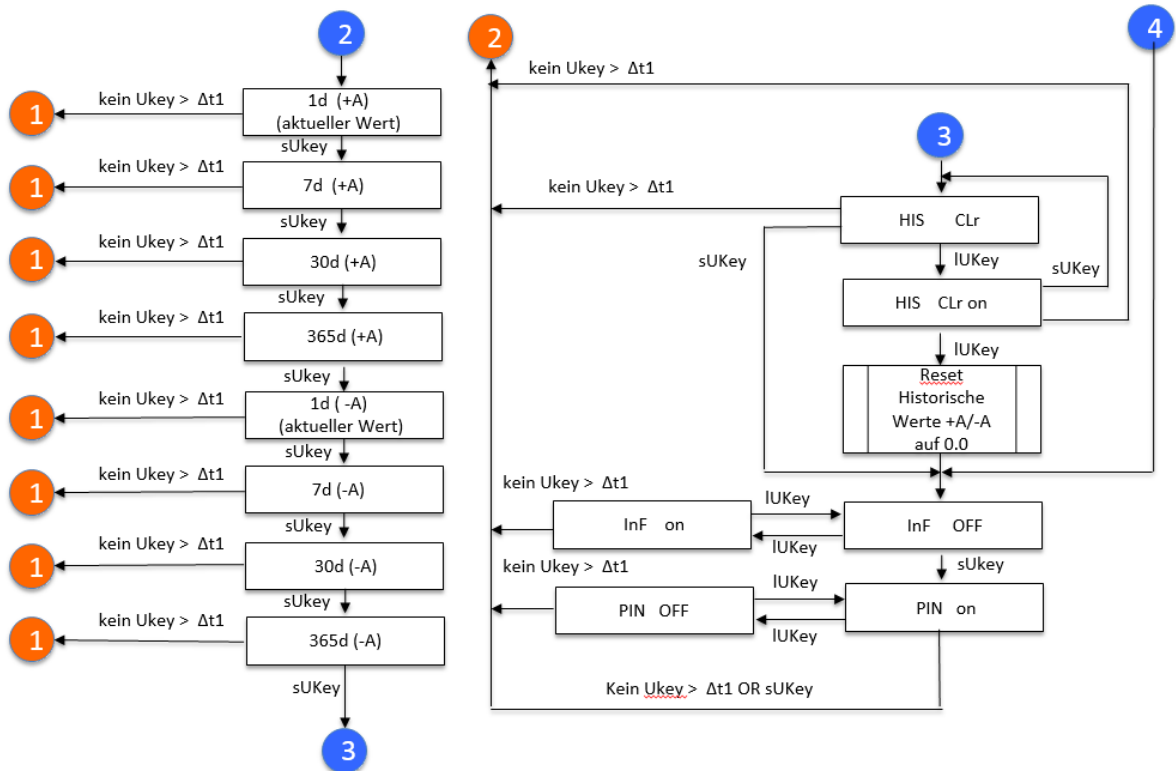 2
kein Ukey > Δt1
1
1d (+A)
(aktueller Wert)
sUkey
kein Ukey > Δt1
1
7d (+A)
sUkey
kein Ukey > Δt1
1
30d (+A)
sUkey
kein Ukey > Δt1
1
365d (+A)
sUkey
kein Ukey > Δt1
1
1d ( -A)
(aktueller Wert)
sUkey
kein Ukey > Δt1
1
7d (-A)
sUkey
kein Ukey > Δt1
1
30d (-A)
sUkey
kein Ukey > Δt1
1
365d (-A)
sUKey
3
2
4
kein Ukey > Δt1
3
kein Ukey > Δt1
HIS CLr
sUKey
lUKey
sUKey
HIS CLr on
lUKey
Reset
Historische
Werte +A/-A
auf 0.0
kein Ukey > Δt1
lUKey
InF on
InF OFF
lUKey
sUkey
kein Ukey > Δt1
lUKey
PIN OFF
PIN on
lUKey
Kein Ukey > Δt1 OR sUKey